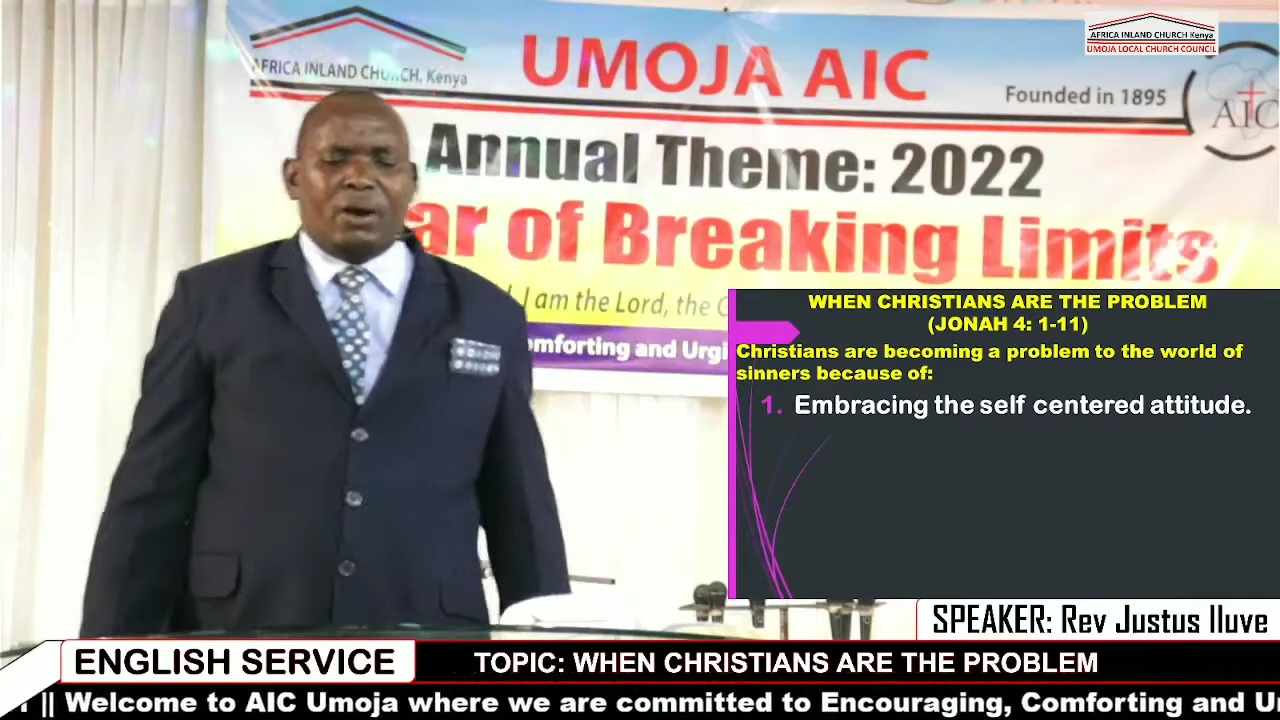 AFRICA INLAND CHURCH, Kenya
UMOJA AIC
Founded in 1895
AIC
AFRICA INLAND CHURCH Kenya
UMOJA LOCAL CHURCH COUNCIL
Annual Theme: 2022
ar of Breaking Limits
I am the Lord, the
omforting and Urgi
WHEN CHRISTIANS ARE THE PROBLEM
(JONAH 4: 1-11)
Christians are becoming a problem to the world of
sinners because of:
1. Embracing the self centered attitude.
SPEAKER: Rev Justus Iluve
ENGLISH SERVICE
TOPIC: WHEN CHRISTIANS ARE THE PROBLEM
|| Welcome to AIC Umoja where we are committed to Encouraging, Comforting and U